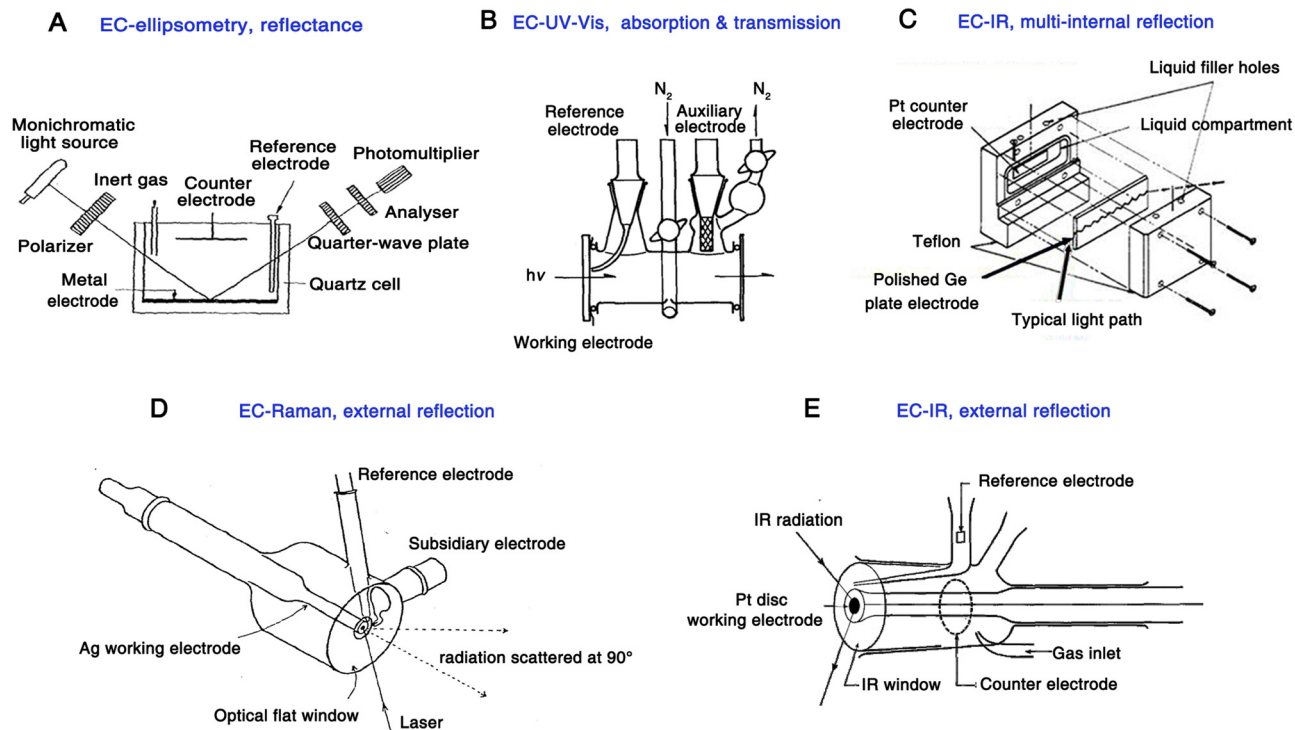 A
EC-ellipsometry, reflectance
Monichromatic
light source
Inert gas
Counter
electrode
Reference
electrode
Photomultiplier
Analyser
Quarter-wave plate
Polarizer
Metal
electrode
Quartz cell
B
EC-UV-Vis, absorption & transmission
N2
N2
Reference
electrode
Auxiliary
electrode
hν
Working electrode
C
EC-IR, multi-internal reflection
Liquid filler holes
Pt counter
electrode
Liquid compartment
Teflon
Polished Ge
plate electrode
Typical light path
D
EC-Raman, external reflection
Reference electrode
Subsidiary electrode
Ag working electrode
radiation scattered at 90°
Optical flat window
Laser
E
EC-IR, external reflection
Reference electrode
IR radiation
Pt disc
working electrode
Gas inlet
IR window
Counter electrode